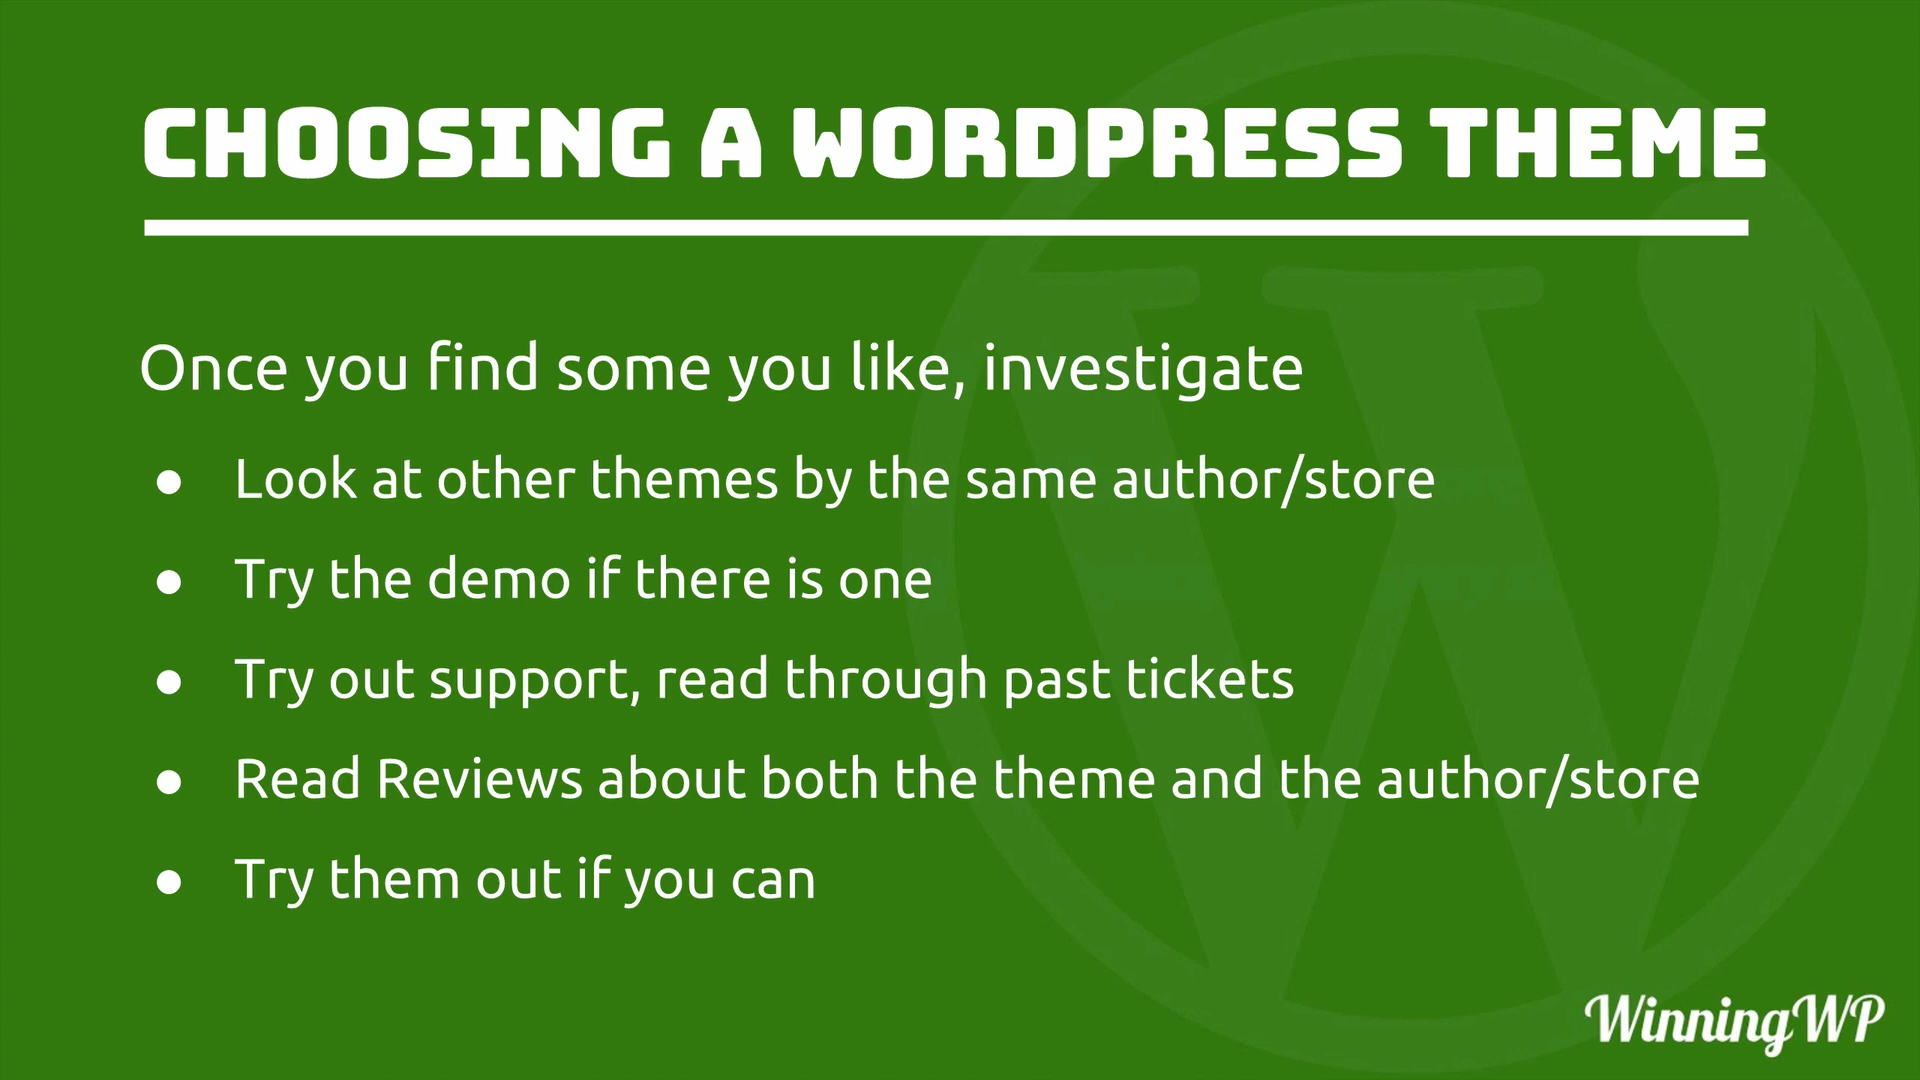 CHOOSING A WORDPRESS THEME
Once you find some you like, investigate
● Look at other themes by the same author/store
● Try the demo if there is one
● Try out support, read through past tickets
● Read Reviews about both the theme and the author/store
● Try them out if you can
WinningWP